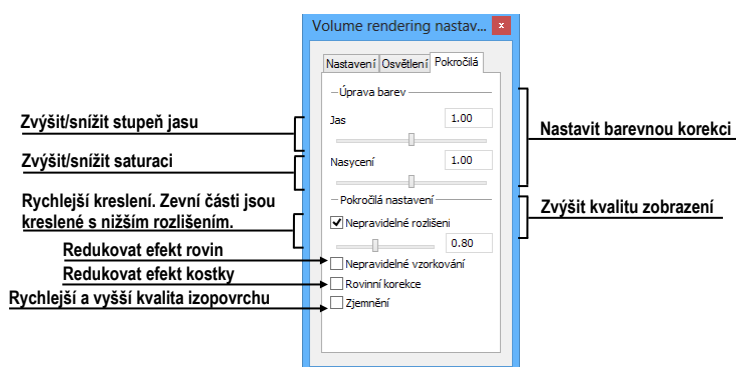 Volume rendering nastav... x
Nastavení Osvětlení Pokročilá
Úprava barev
Jas 1.00
Nasycení 1.00
Pokročilá nastavení
Nepravidelné rozlišeni
0.80
Nepravidelné vzorkování
Rovinní korekce
Zjemnění
Zvýšit/snížit stupeň jasu
Zvýšit/snížit saturaci
Rychlejší kreslení. Zevní části jsou
kreslené s nižším rozlišením.
Redukovat efekt rovin
Redukovat efekt kostky
Rychlejší a vyšší kvalita izopovrchu
Nastavit barevnou korekci
Zvýšit kvalitu zobrazení